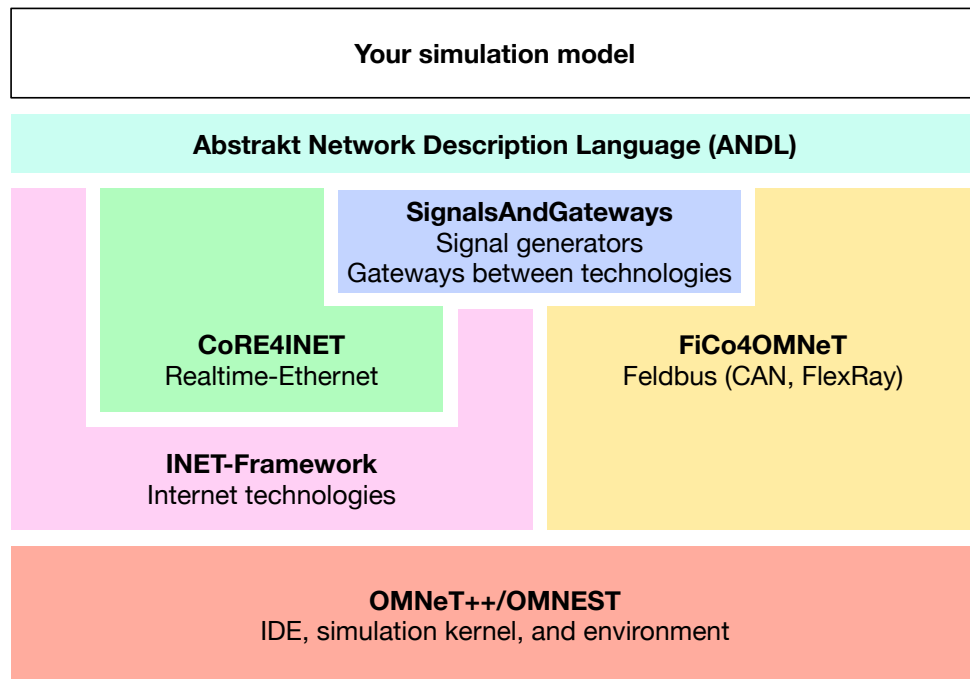 Your simulation model
Abstrakt Network Description Language (ANDL)
SignalsAndGateways
Signal generators
Gateways between technologies
CoRE4INET
Realtime-Ethernet
FiCo4OMNeT
Feldbus (CAN, FlexRay)
INET-Framework
Internet technologies
OMNeT++/OMNEST
IDE, simulation kernel, and environment